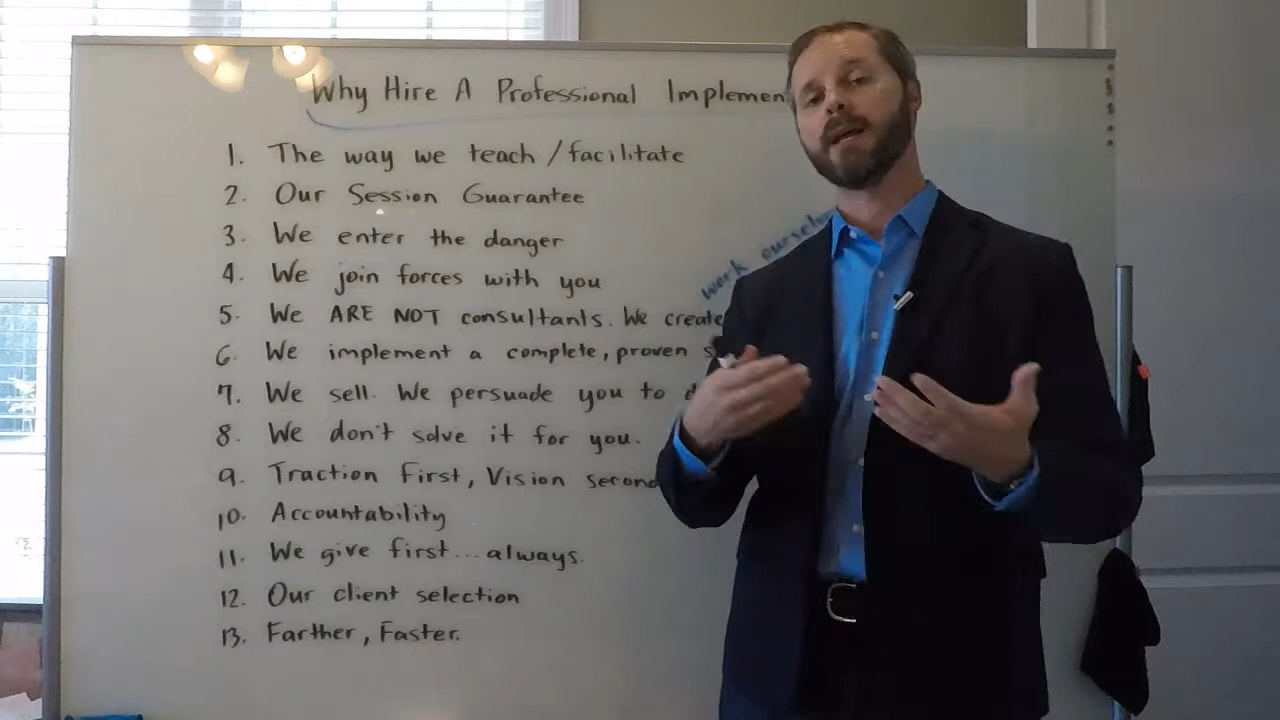 Why Hire A Professional Implemen
1. The way we teach / facilitate
2. Our Session Guarantee
3. We enter the danger
work ourselve
4. We join forces with you
5. We ARE NOT consultants. We create
6. We implement a complete, proven s
7. We sell. We persuade you to d
8. We don't solve it for you.
9. Traction First, Vision second
10. Accountability
11. We give first... always.
12. Our client selection
13. Farther, Faster.